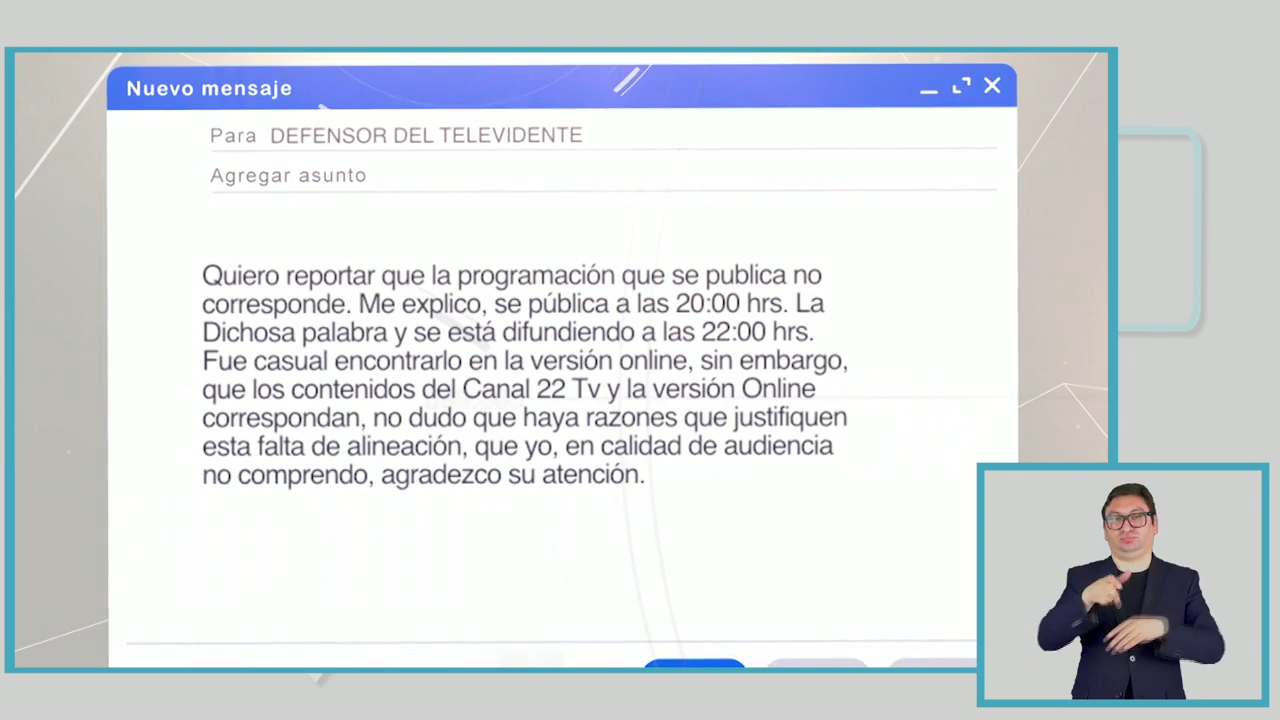 Nuevo mensaje
Para DEFENSOR DEL TELEVIDENTE
Agregar asunto
Quiero reportar que la programación que se publica no
corresponde. Me explico, se pública a las 20:00 hrs. La
Dichosa palabra y se está difundiendo a las 22:00 hrs.
Fue casual encontrarlo en la versión online, sin embargo,
que los contenidos del Canal 22 Tv y la versión Online
correspondan, no dudo que haya razones que justifiquen
esta falta de alineación, que yo, en calidad de audiencia
no comprendo, agradezco su atención.